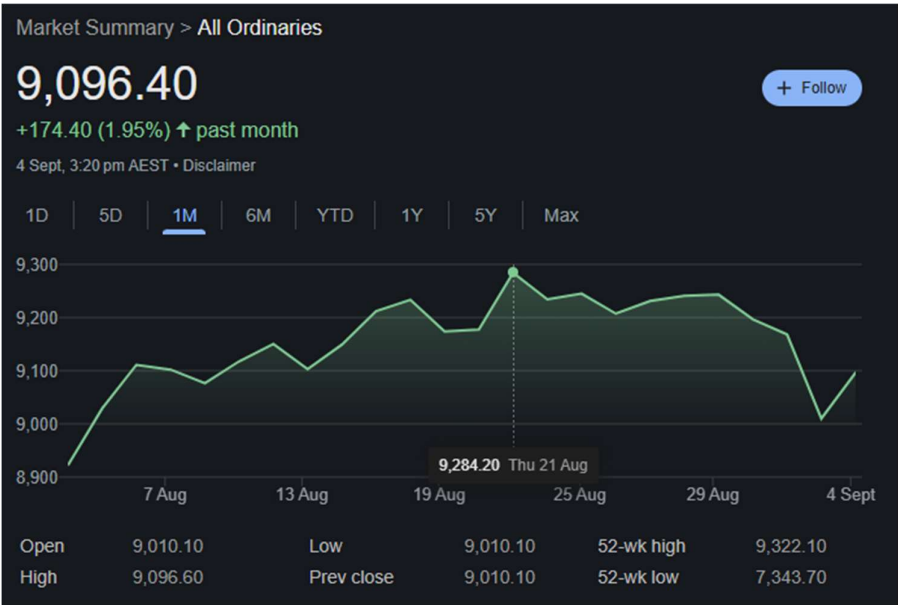 Market Summary > All Ordinaries
9,096.40
+ Follow
+174.40 (1.95%) ↑ past month
4 Sept, 3:20 pm AEST • Disclaimer
1D 5D 1M 6M YTD 1Y 5Y Max
9,300
9,200
9,100
9,000
8,900
9,284.20 Thu 21 Aug
7 Aug 13 Aug 19 Aug 25 Aug 29 Aug 4 Sept
Open 9,010.10 Low 9,010.10 52-wk high 9,322.10
High 9,096.60 Prev close 9,010.10 52-wk low 7,343.70